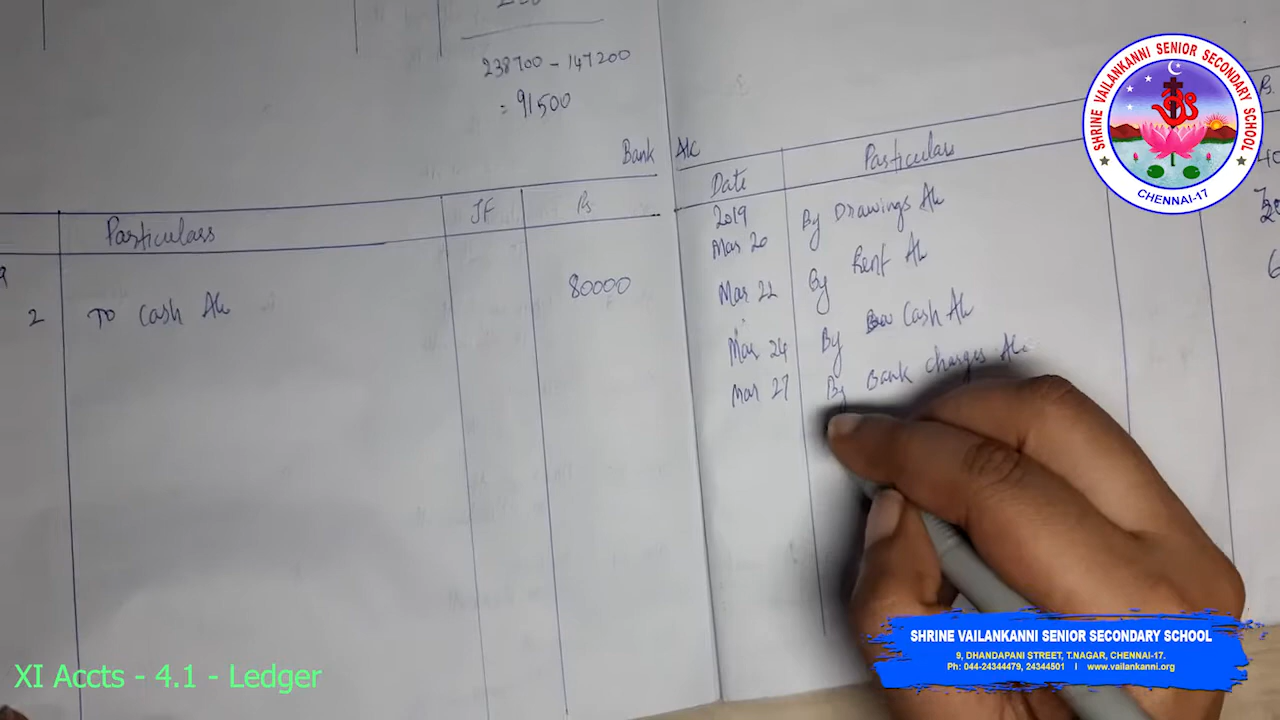 238700 - 147200
= 91500
Bank A/c
Particulars JF Rs
2 To Cash A/c 80000
Date Particulars Rs.
2019
Mar 20 By Drawings A/c
Mar 22 By Rent A/c
Mar 24 By Cash A/c
Mar 27 By Bank charges A/c
SHRINE VAILANKANNI SENIOR SECONDARY SCHOOL
CHENNAI-17
SHRINE VAILANKANNI SENIOR SECONDARY SCHOOL
9, DHANDAPANI STREET, T.NAGAR, CHENNAI-17.
Ph: 044-24344479, 24344501 I www.vailankanni.org
XI Accts - 4.1 - Ledger